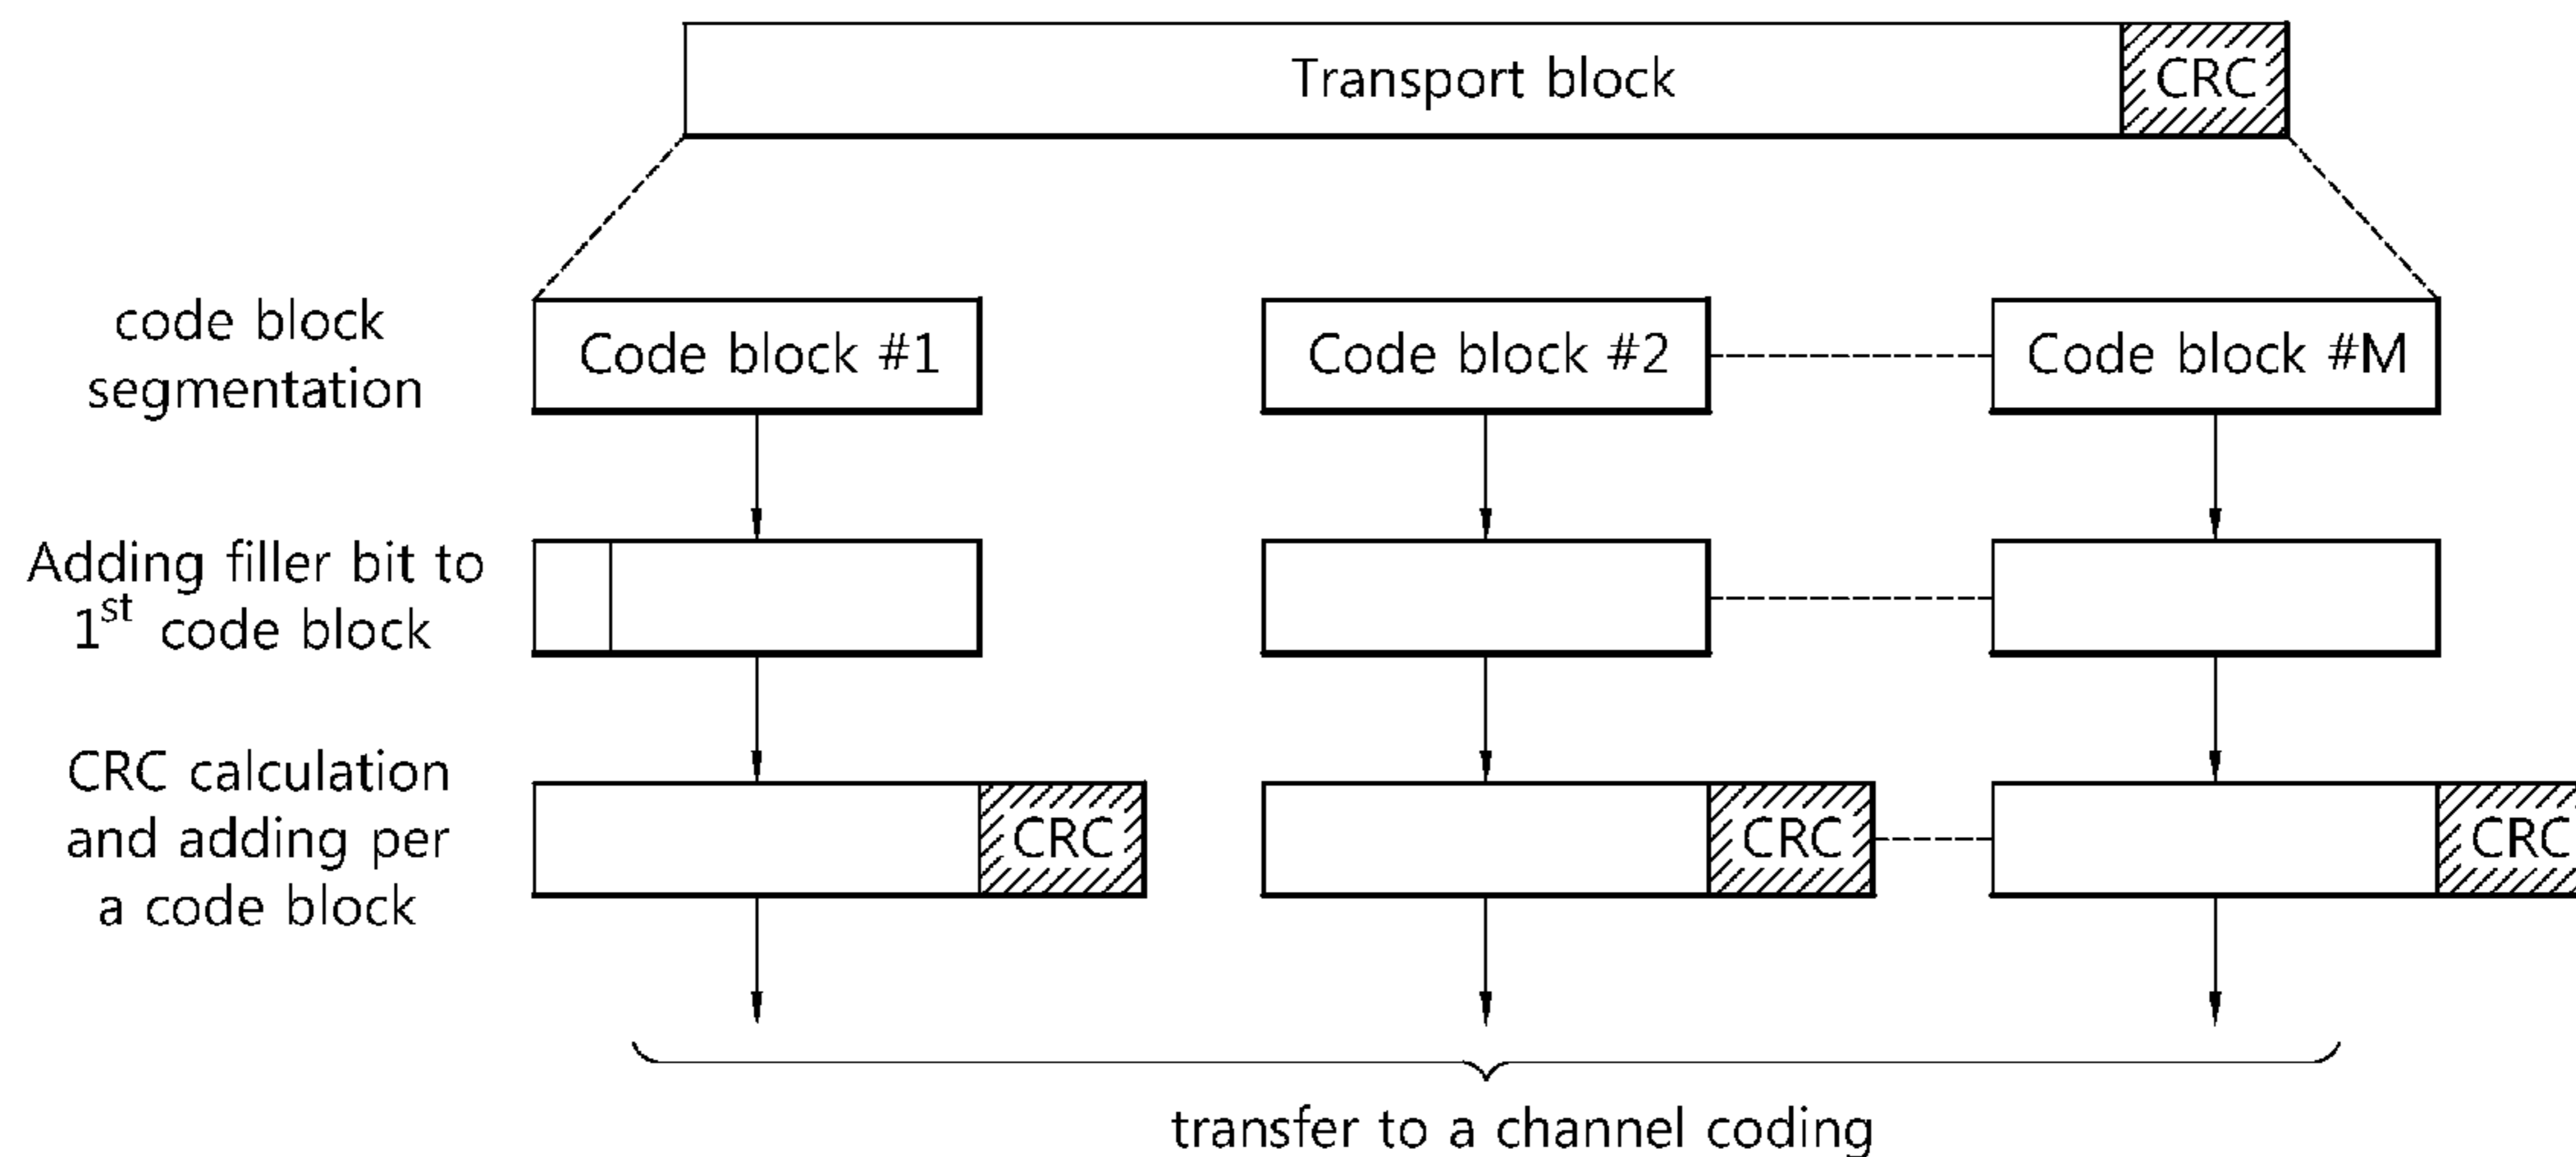 Transport block CRC
code block
segmentation
Code block #1 Code block #2 Code block #M
Adding filler bit to
1st code block
CRC calculation
and adding per
a code block
CRC CRC CRC
transfer to a channel coding